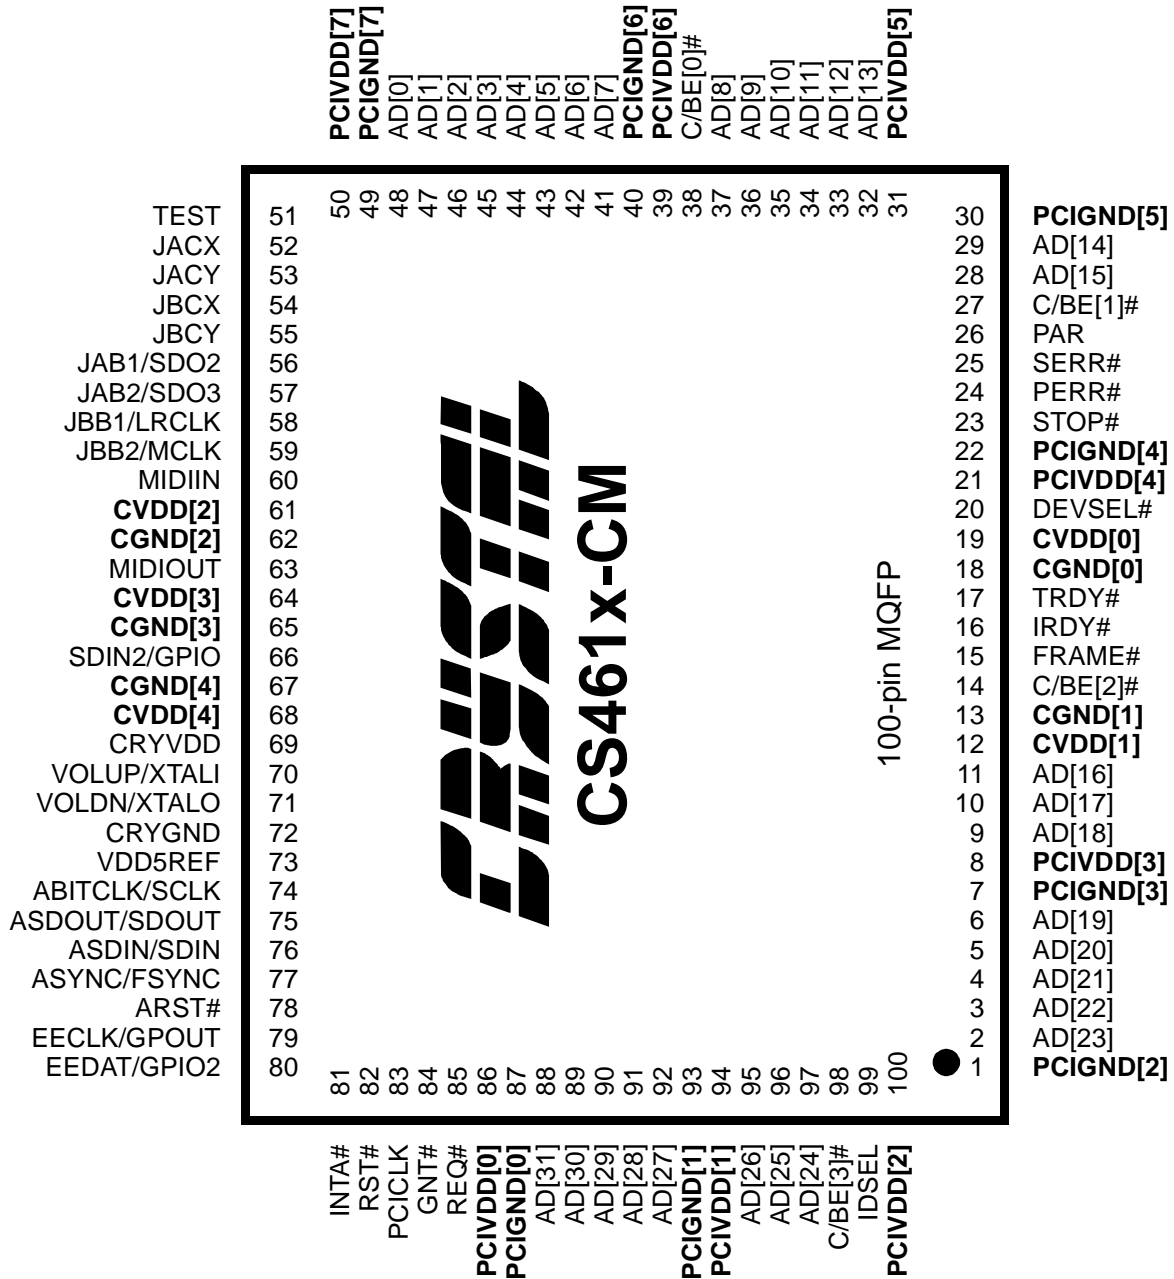 PCIVDD[7]
PCIGND[7]
AD[0]
AD[1]
AD[2]
AD[3]
AD[4]
AD[5]
AD[6]
AD[7]
PCIGND[6]
PCIVDD[6]
C/BE[0]#
AD[8]
AD[9]
AD[10]
AD[11]
AD[12]
AD[13]
PCIVDD[5]
50
49
48
47
46
45
44
43
42
41
40
39
38
37
36
35
34
33
32
31
TEST 51
JACX 52
JACY 53
JBCX 54
JBCY 55
JAB1/SDO2 56
JAB2/SDO3 57
JBB1/LRCLK 58
JBB2/MCLK 59
MIDIIN 60
CVDD[2] 61
CGND[2] 62
MIDIOUT 63
CVDD[3] 64
CGND[3] 65
SDIN2/GPIO 66
CGND[4] 67
CVDD[4] 68
CRYVDD 69
VOLUP/XTALI 70
VOLDN/XTALO 71
CRYGND 72
VDD5REF 73
ABITCLK/SCLK 74
ASDOUT/SDOUT 75
ASDIN/SDIN 76
ASYNC/FSYNC 77
ARST# 78
EECLK/GPOUT 79
EEDAT/GPIO2 80
CRYSTAL
CS461x-CM
100-pin MQFP
30 PCIGND[5]
29 AD[14]
28 AD[15]
27 C/BE[1]#
26 PAR
25 SERR#
24 PERR#
23 STOP#
22 PCIGND[4]
21 PCIVDD[4]
20 DEVSEL#
19 CVDD[0]
18 CGND[0]
17 TRDY#
16 IRDY#
15 FRAME#
14 C/BE[2]#
13 CGND[1]
12 CVDD[1]
11 AD[16]
10 AD[17]
9 AD[18]
8 PCIVDD[3]
7 PCIGND[3]
6 AD[19]
5 AD[20]
4 AD[21]
3 AD[22]
2 AD[23]
1 PCIGND[2]
81
82
83
84
85
86
87
88
89
90
91
92
93
94
95
96
97
98
99
100
INTA#
RST#
PCICLK
GNT#
REQ#
PCIVDD[0]
PCIGND[0]
AD[31]
AD[30]
AD[29]
AD[28]
AD[27]
PCIGND[1]
PCIVDD[1]
AD[26]
AD[25]
AD[24]
C/BE[3]#
IDSEL
PCIVDD[2]